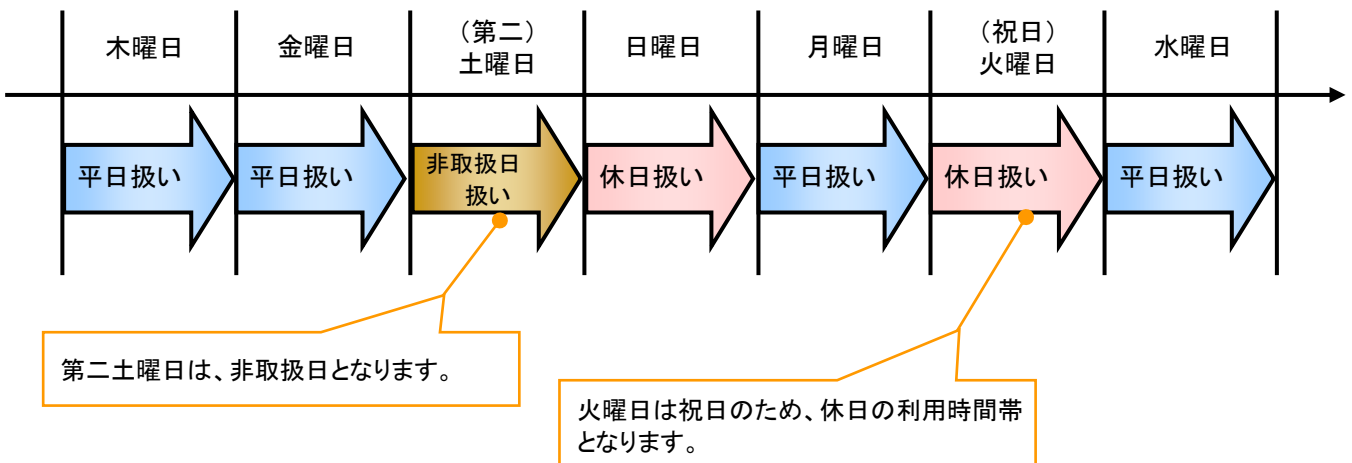 木曜日
金曜日
（第二）
土曜日
日曜日
月曜日
（祝日）
火曜日
水曜日
平日扱い
平日扱い
非取扱日
扱い
休日扱い
平日扱い
休日扱い
平日扱い
第二土曜日は、非取扱日となります。
火曜日は祝日のため、休日の利用時間帯
となります。